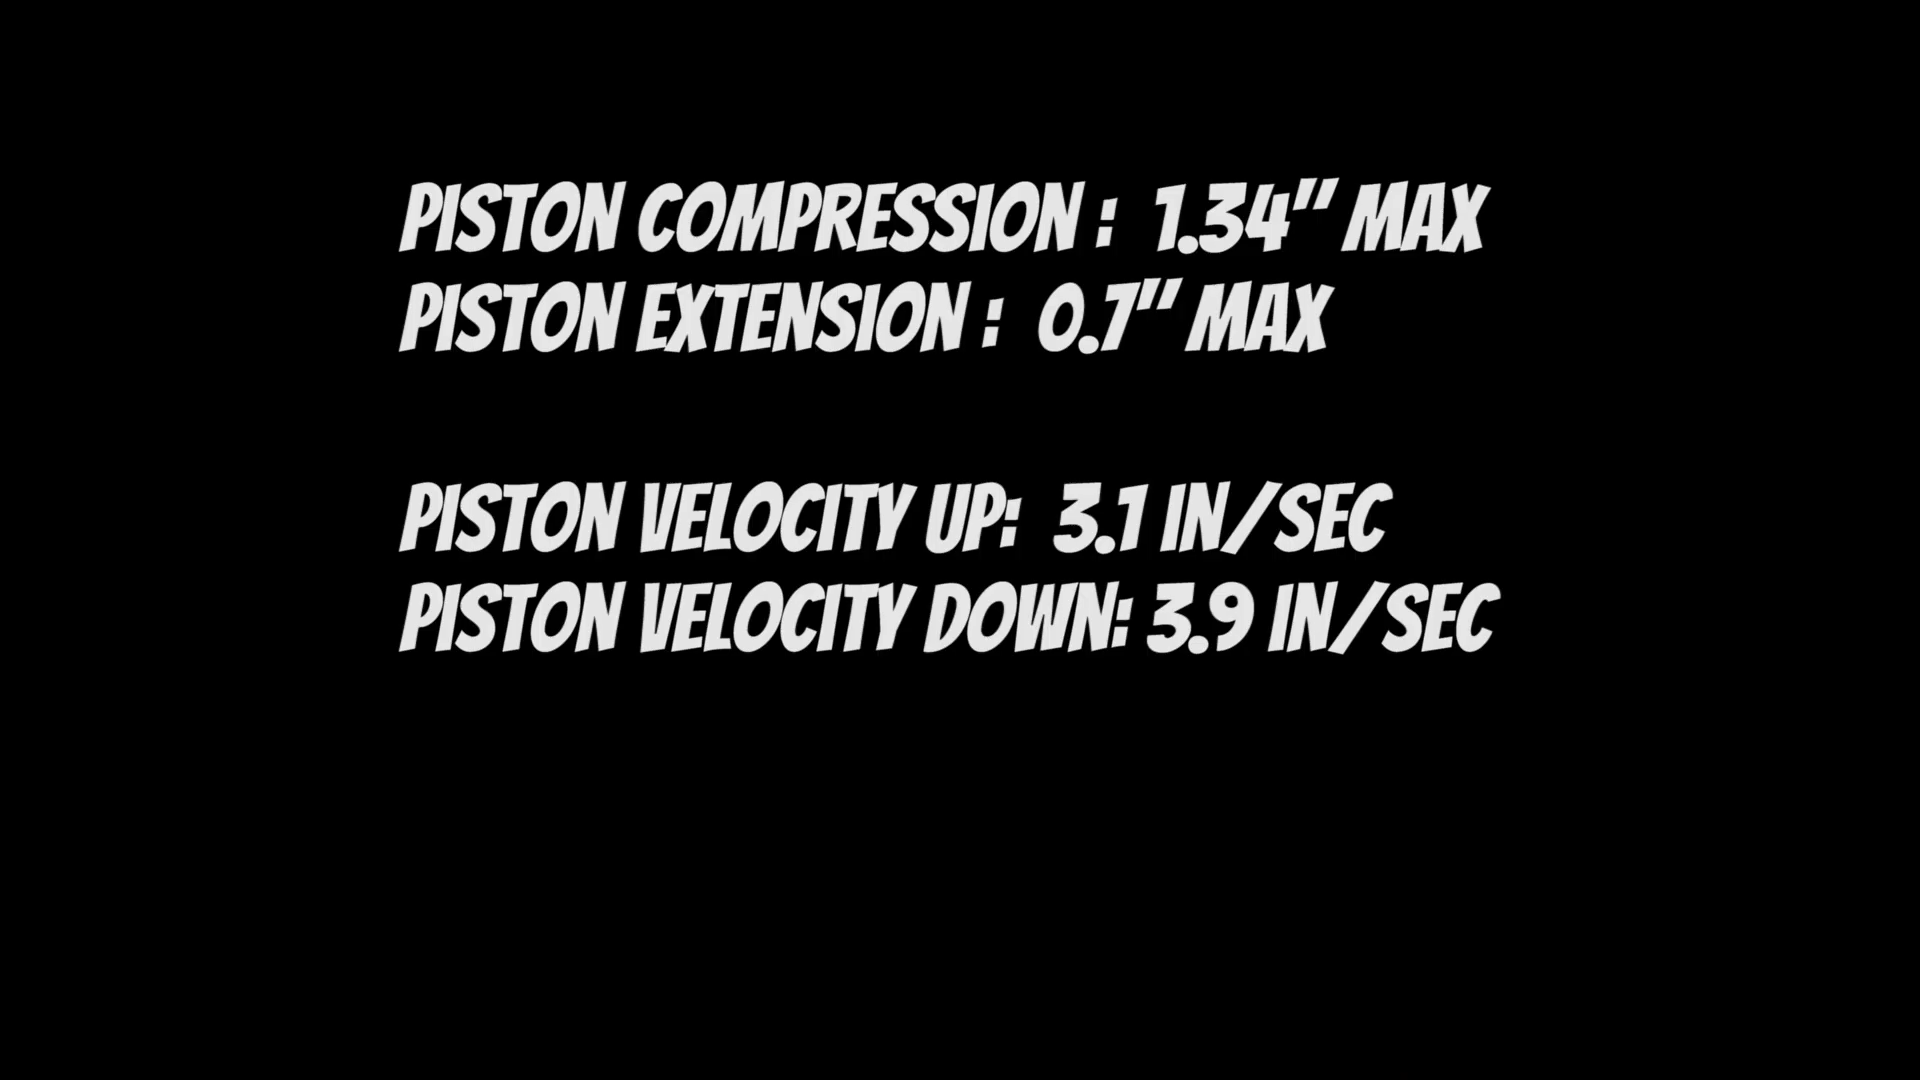 PISTON COMPRESSION : 1.34" MAX
PISTON EXTENSION : 0.7" MAX
PISTON VELOCITY UP: 3.1 IN/SEC
PISTON VELOCITY DOWN: 3.9 IN/SEC